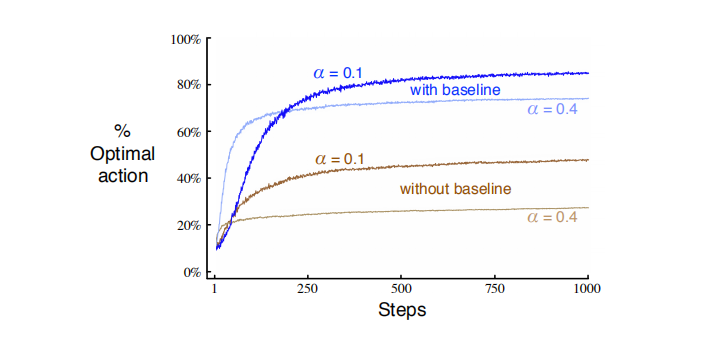 100%
80%
60%
40%
20%
0%
%
Optimal
action
α = 0.1
with baseline
α = 0.4
α = 0.1
without baseline
α = 0.4
1
250
500
750
1000
Steps